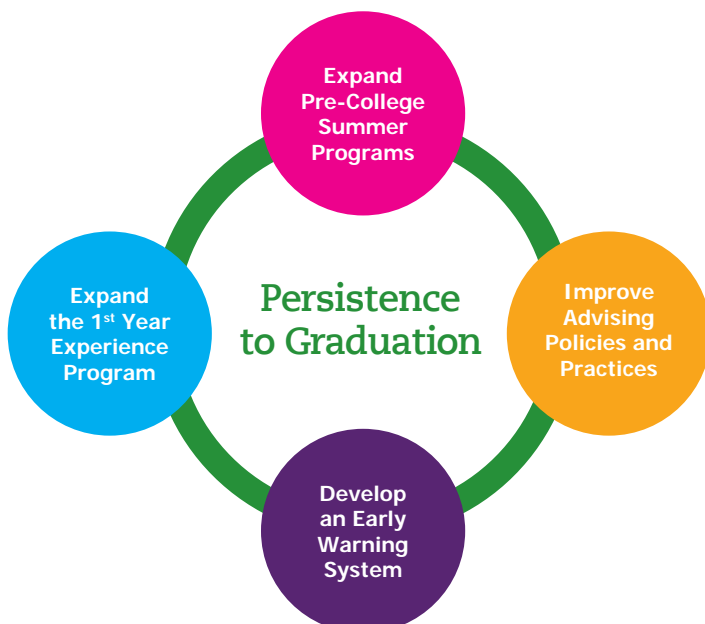 Expand
Pre-College
Summer
Programs
Expand
the 1st Year
Experience
Program
Persistence
to Graduation
Improve
Advising
Policies and
Practices
Develop
an Early
Warning
System